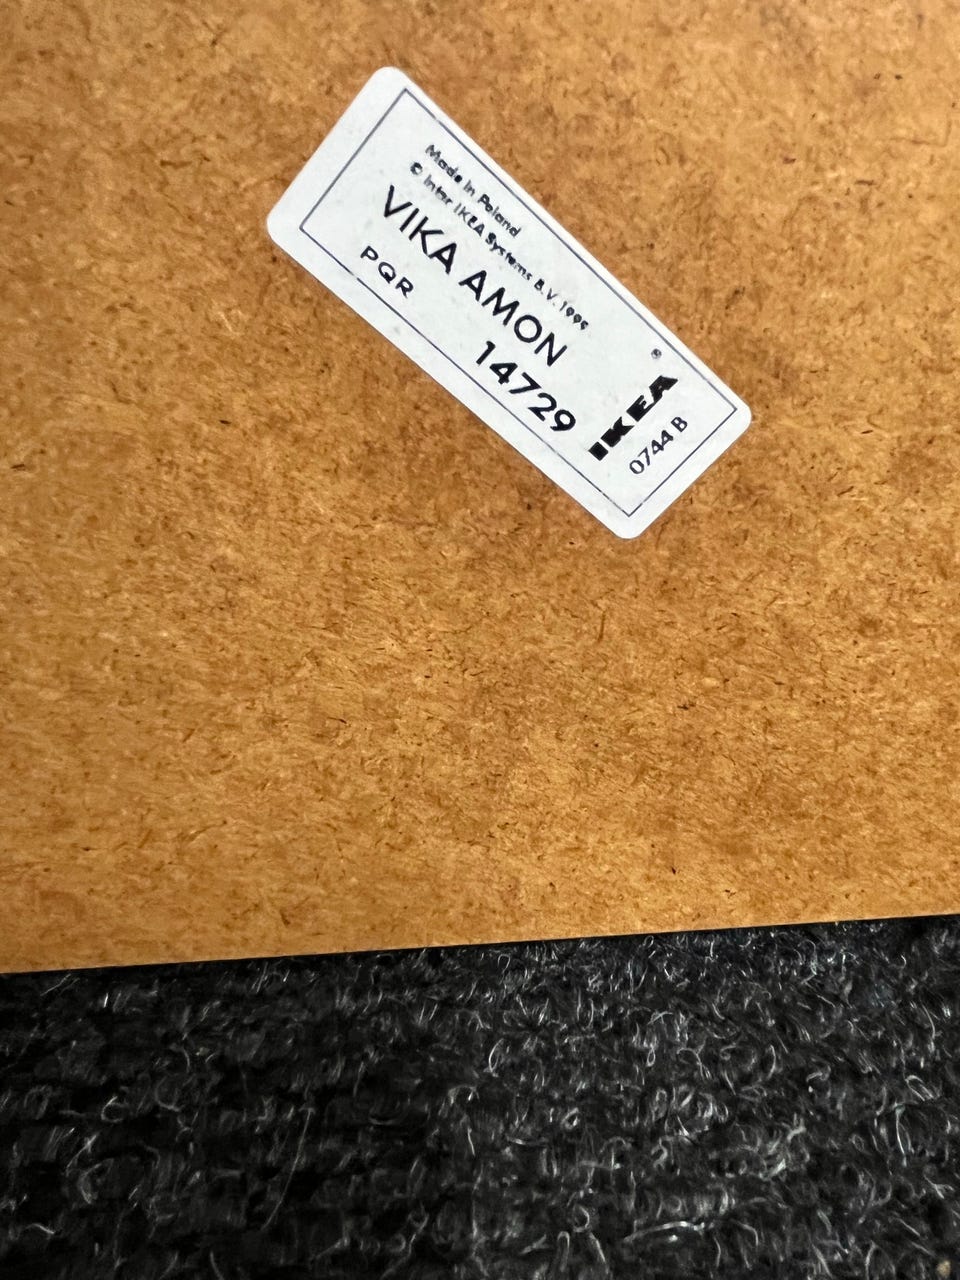 Made in Poland
© Inter IKEA Systems B.V. 1995
VIKA AMON
PQR 14729
IKEA ®
0744 B